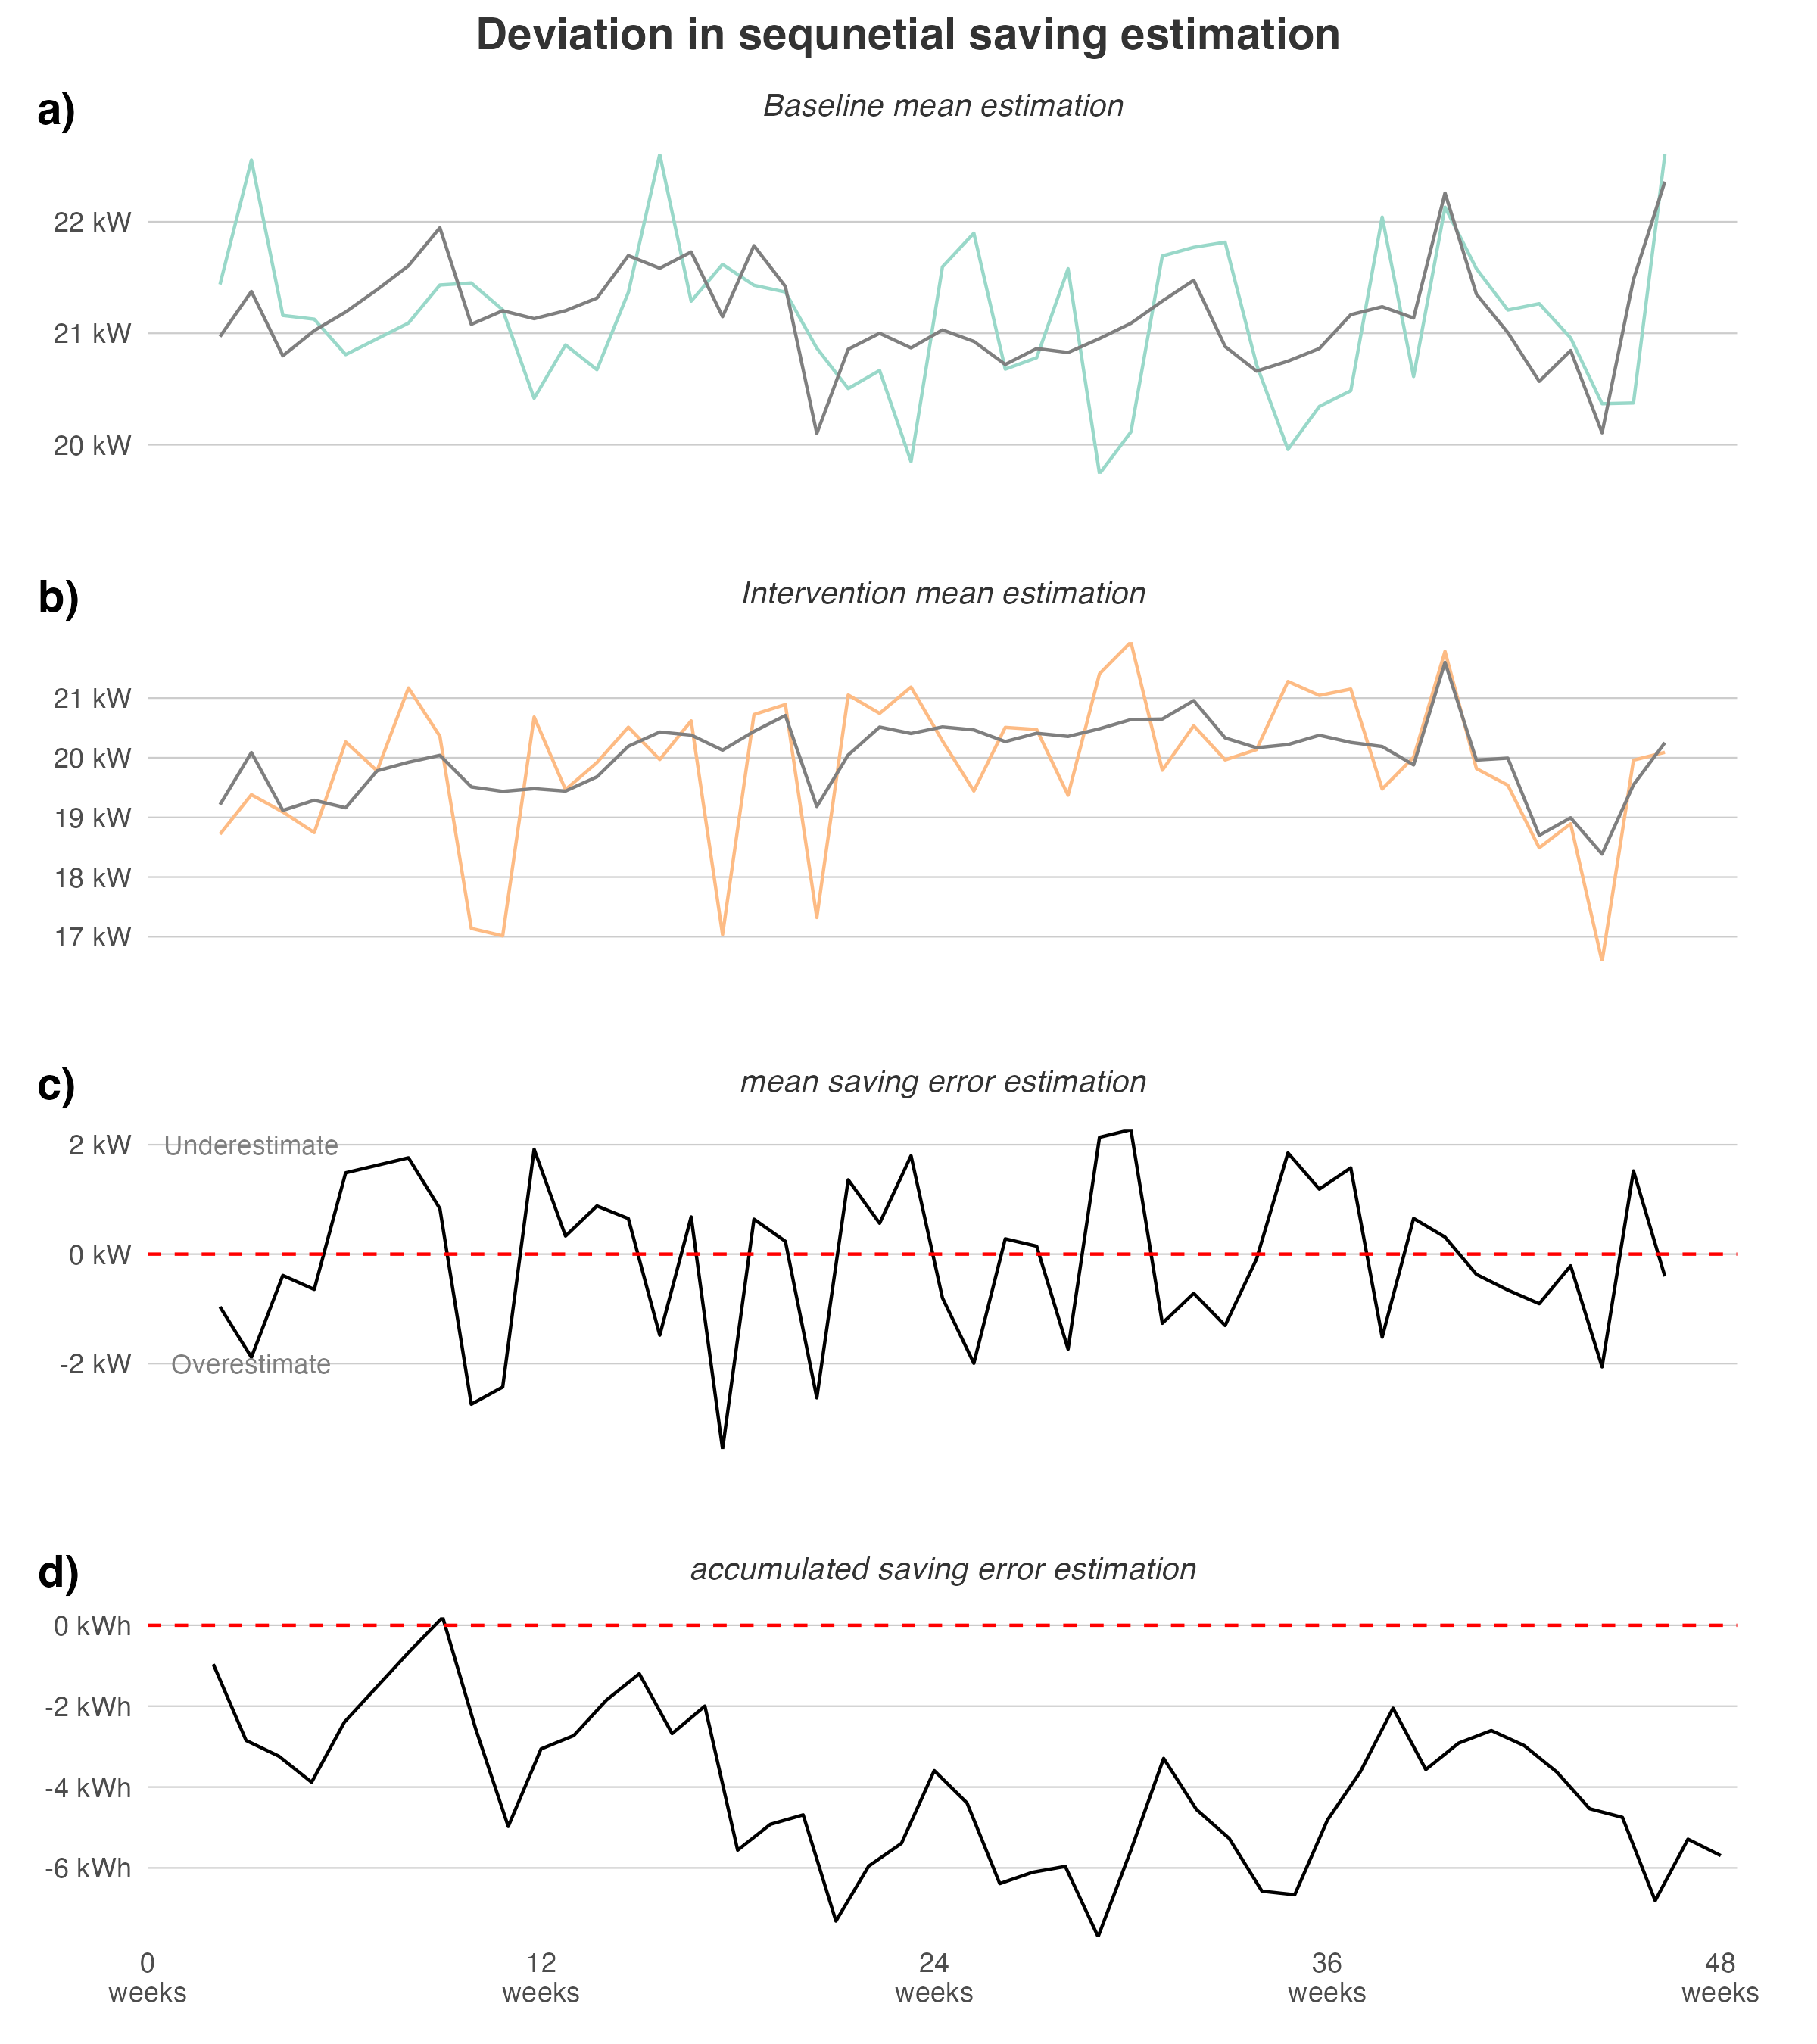 Deviation in sequnetial saving estimation
a)
Baseline mean estimation
22 kW
21 kW
20 kW
b)
Intervention mean estimation
21 kW
20 kW
19 kW
18 kW
17 kW
c)
mean saving error estimation
2 kW
Underestimate
0 kW
-2 kW
Overestimate
d)
accumulated saving error estimation
0 kWh
-2 kWh
-4 kWh
-6 kWh
0 12 24 36 48
weeks weeks weeks weeks weeks